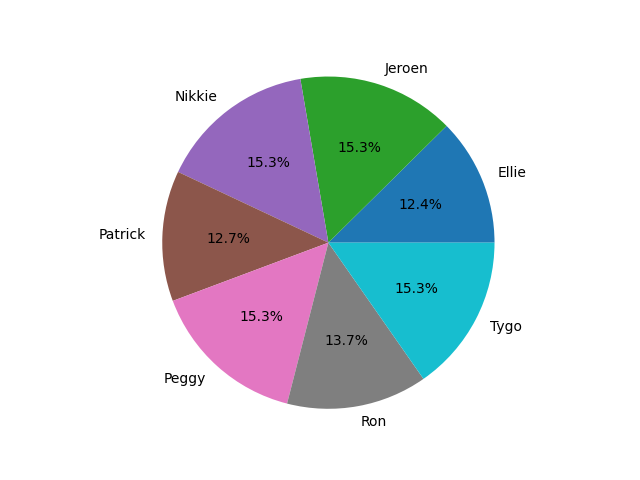 Jeroen
Nikkie
15.3%
15.3%
Ellie
12.4%
Patrick
12.7%
15.3%
15.3%
Tygo
13.7%
Peggy
Ron